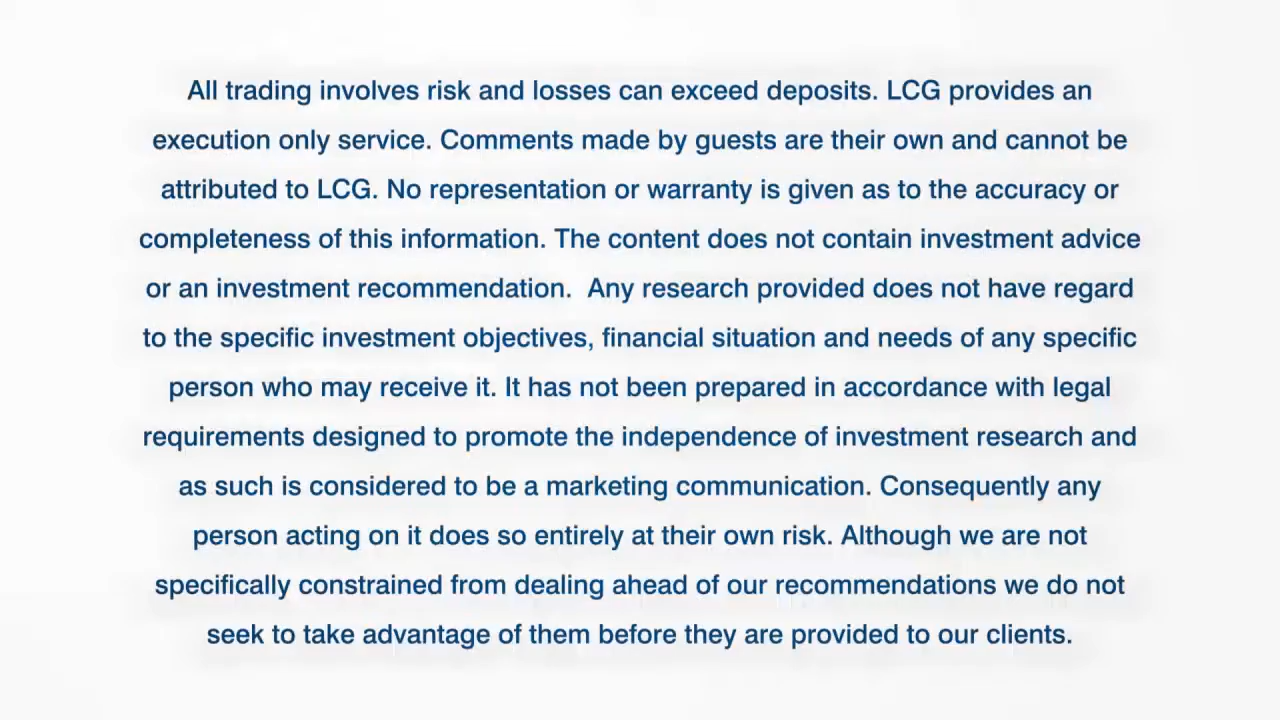 All trading involves risk and losses can exceed deposits. LCG provides an
execution only service. Comments made by guests are their own and cannot be
attributed to LCG. No representation or warranty is given as to the accuracy or
completeness of this information. The content does not contain investment advice
or an investment recommendation.  Any research provided does not have regard
to the specific investment objectives, financial situation and needs of any specific
person who may receive it. It has not been prepared in accordance with legal
requirements designed to promote the independence of investment research and
as such is considered to be a marketing communication. Consequently any
person acting on it does so entirely at their own risk. Although we are not
specifically constrained from dealing ahead of our recommendations we do not
seek to take advantage of them before they are provided to our clients.